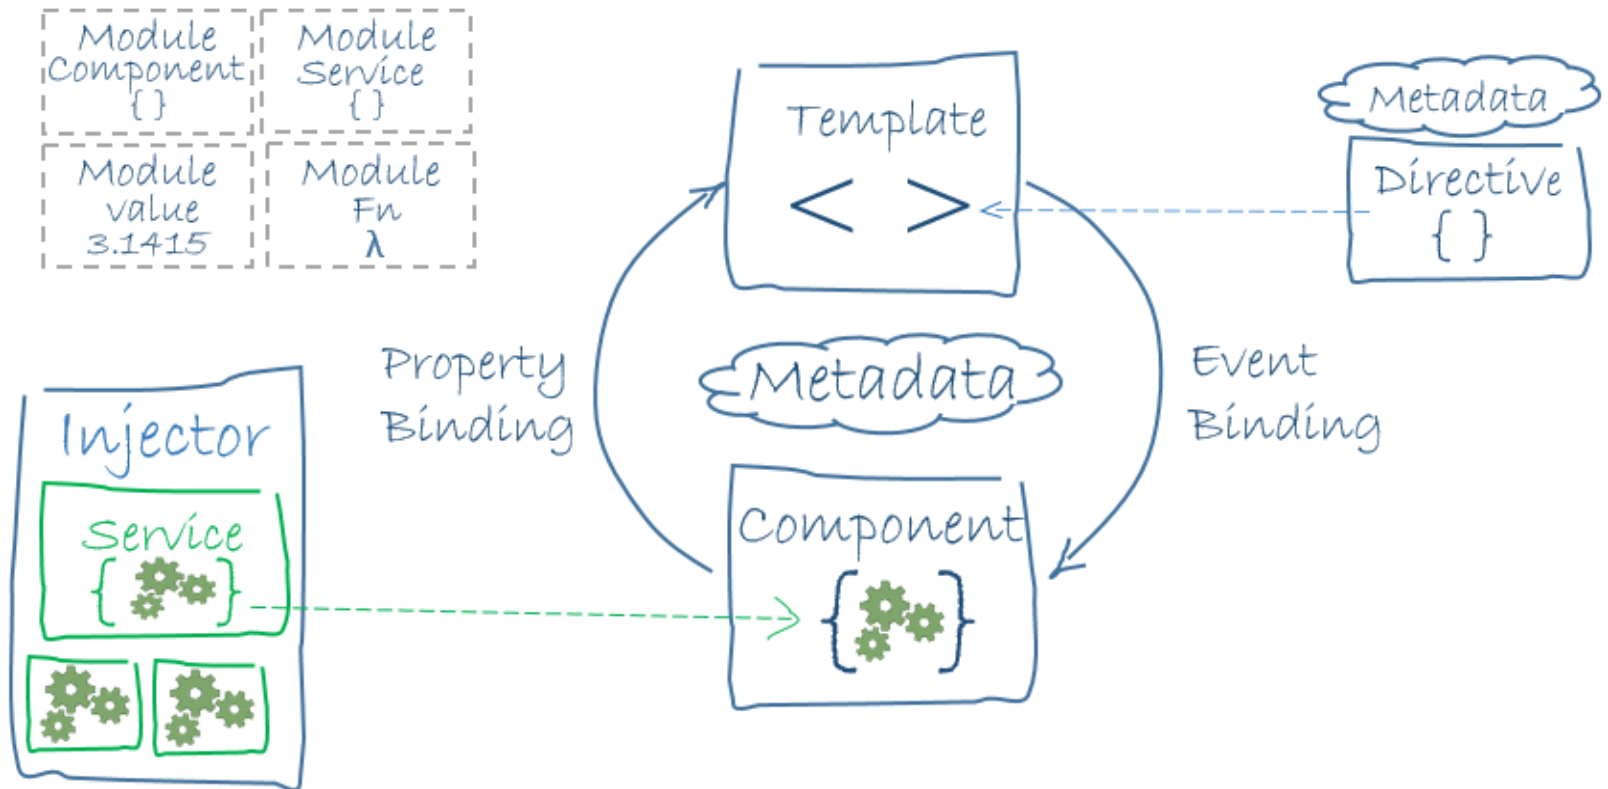 Module
Component
{ }
Module
Service
{ }
Module
value
3.1415
Module
Fn
λ
Template
< >
Metadata
Directive
{ }
Property
Binding
Metadata
Event
Binding
Injector
Service
{ }
Component
{ }